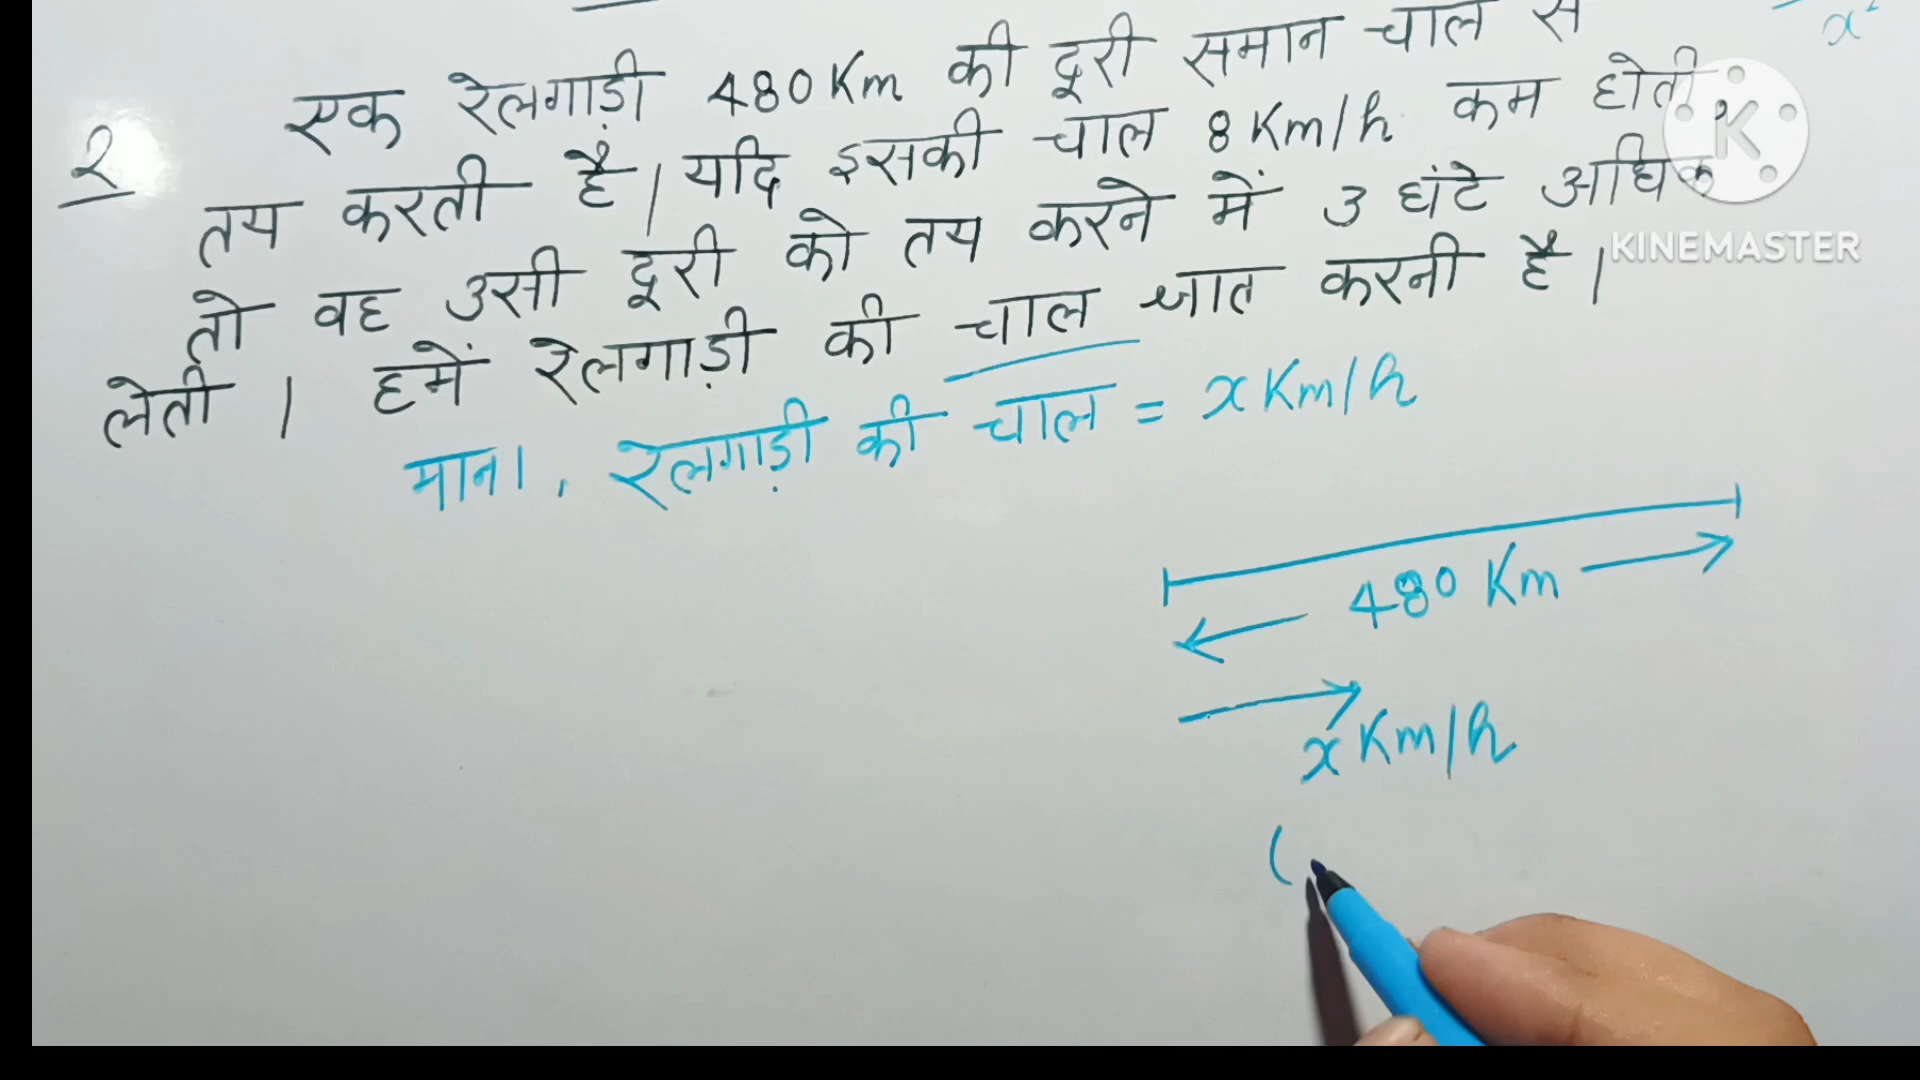 x²
एक रेलगाड़ी 480 Km की दूरी समान चाल से
2 तय करती है। यदि इसकी चाल 8 Km/h कम होती
तो वह उसी दूरी को तय करने में 3 घंटे अधिक
लेती । हमें रेलगाड़ी की चाल ज्ञात करनी है।
माना, रेलगाड़ी की चाल = x Km/h
480 Km
x Km/h
(
K
KINEMASTER